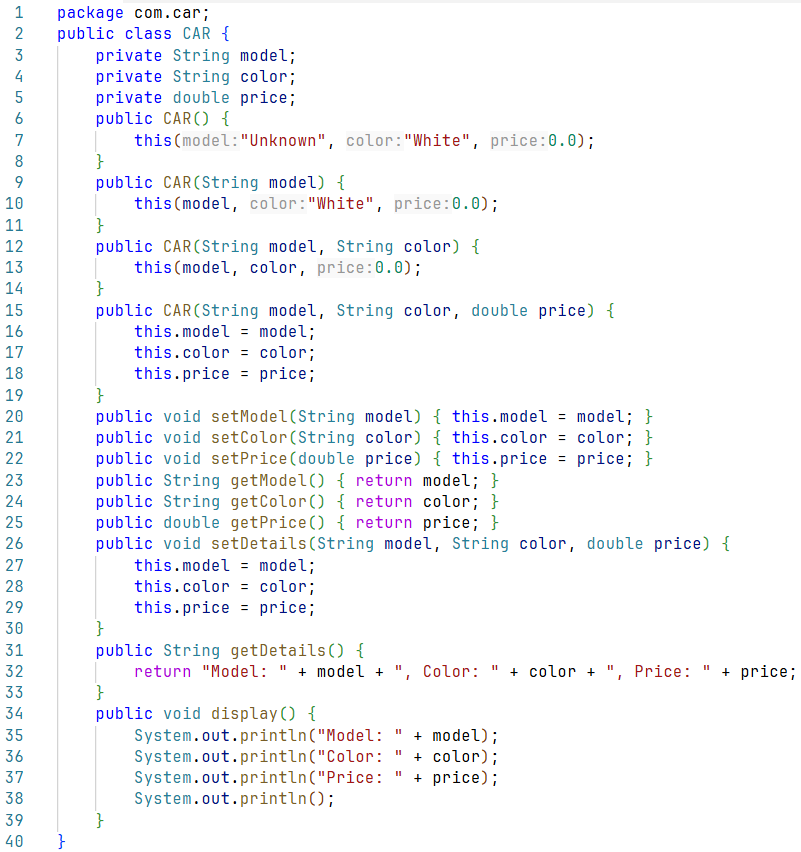 1 package com.car;
2 public class CAR {
3     private String model;
4     private String color;
5     private double price;
6     public CAR() {
7         this(model:"Unknown", color:"White", price:0.0);
8     }
9     public CAR(String model) {
10         this(model, color:"White", price:0.0);
11     }
12     public CAR(String model, String color) {
13         this(model, color, price:0.0);
14     }
15     public CAR(String model, String color, double price) {
16         this.model = model;
17         this.color = color;
18         this.price = price;
19     }
20     public void setModel(String model) { this.model = model; }
21     public void setColor(String color) { this.color = color; }
22     public void setPrice(double price) { this.price = price; }
23     public String getModel() { return model; }
24     public String getColor() { return color; }
25     public double getPrice() { return price; }
26     public void setDetails(String model, String color, double price) {
27         this.model = model;
28         this.color = color;
29         this.price = price;
30     }
31     public String getDetails() {
32         return "Model: " + model + ", Color: " + color + ", Price: " + price;
33     }
34     public void display() {
35         System.out.println("Model: " + model);
36         System.out.println("Color: " + color);
37         System.out.println("Price: " + price);
38         System.out.println();
39     }
40 }